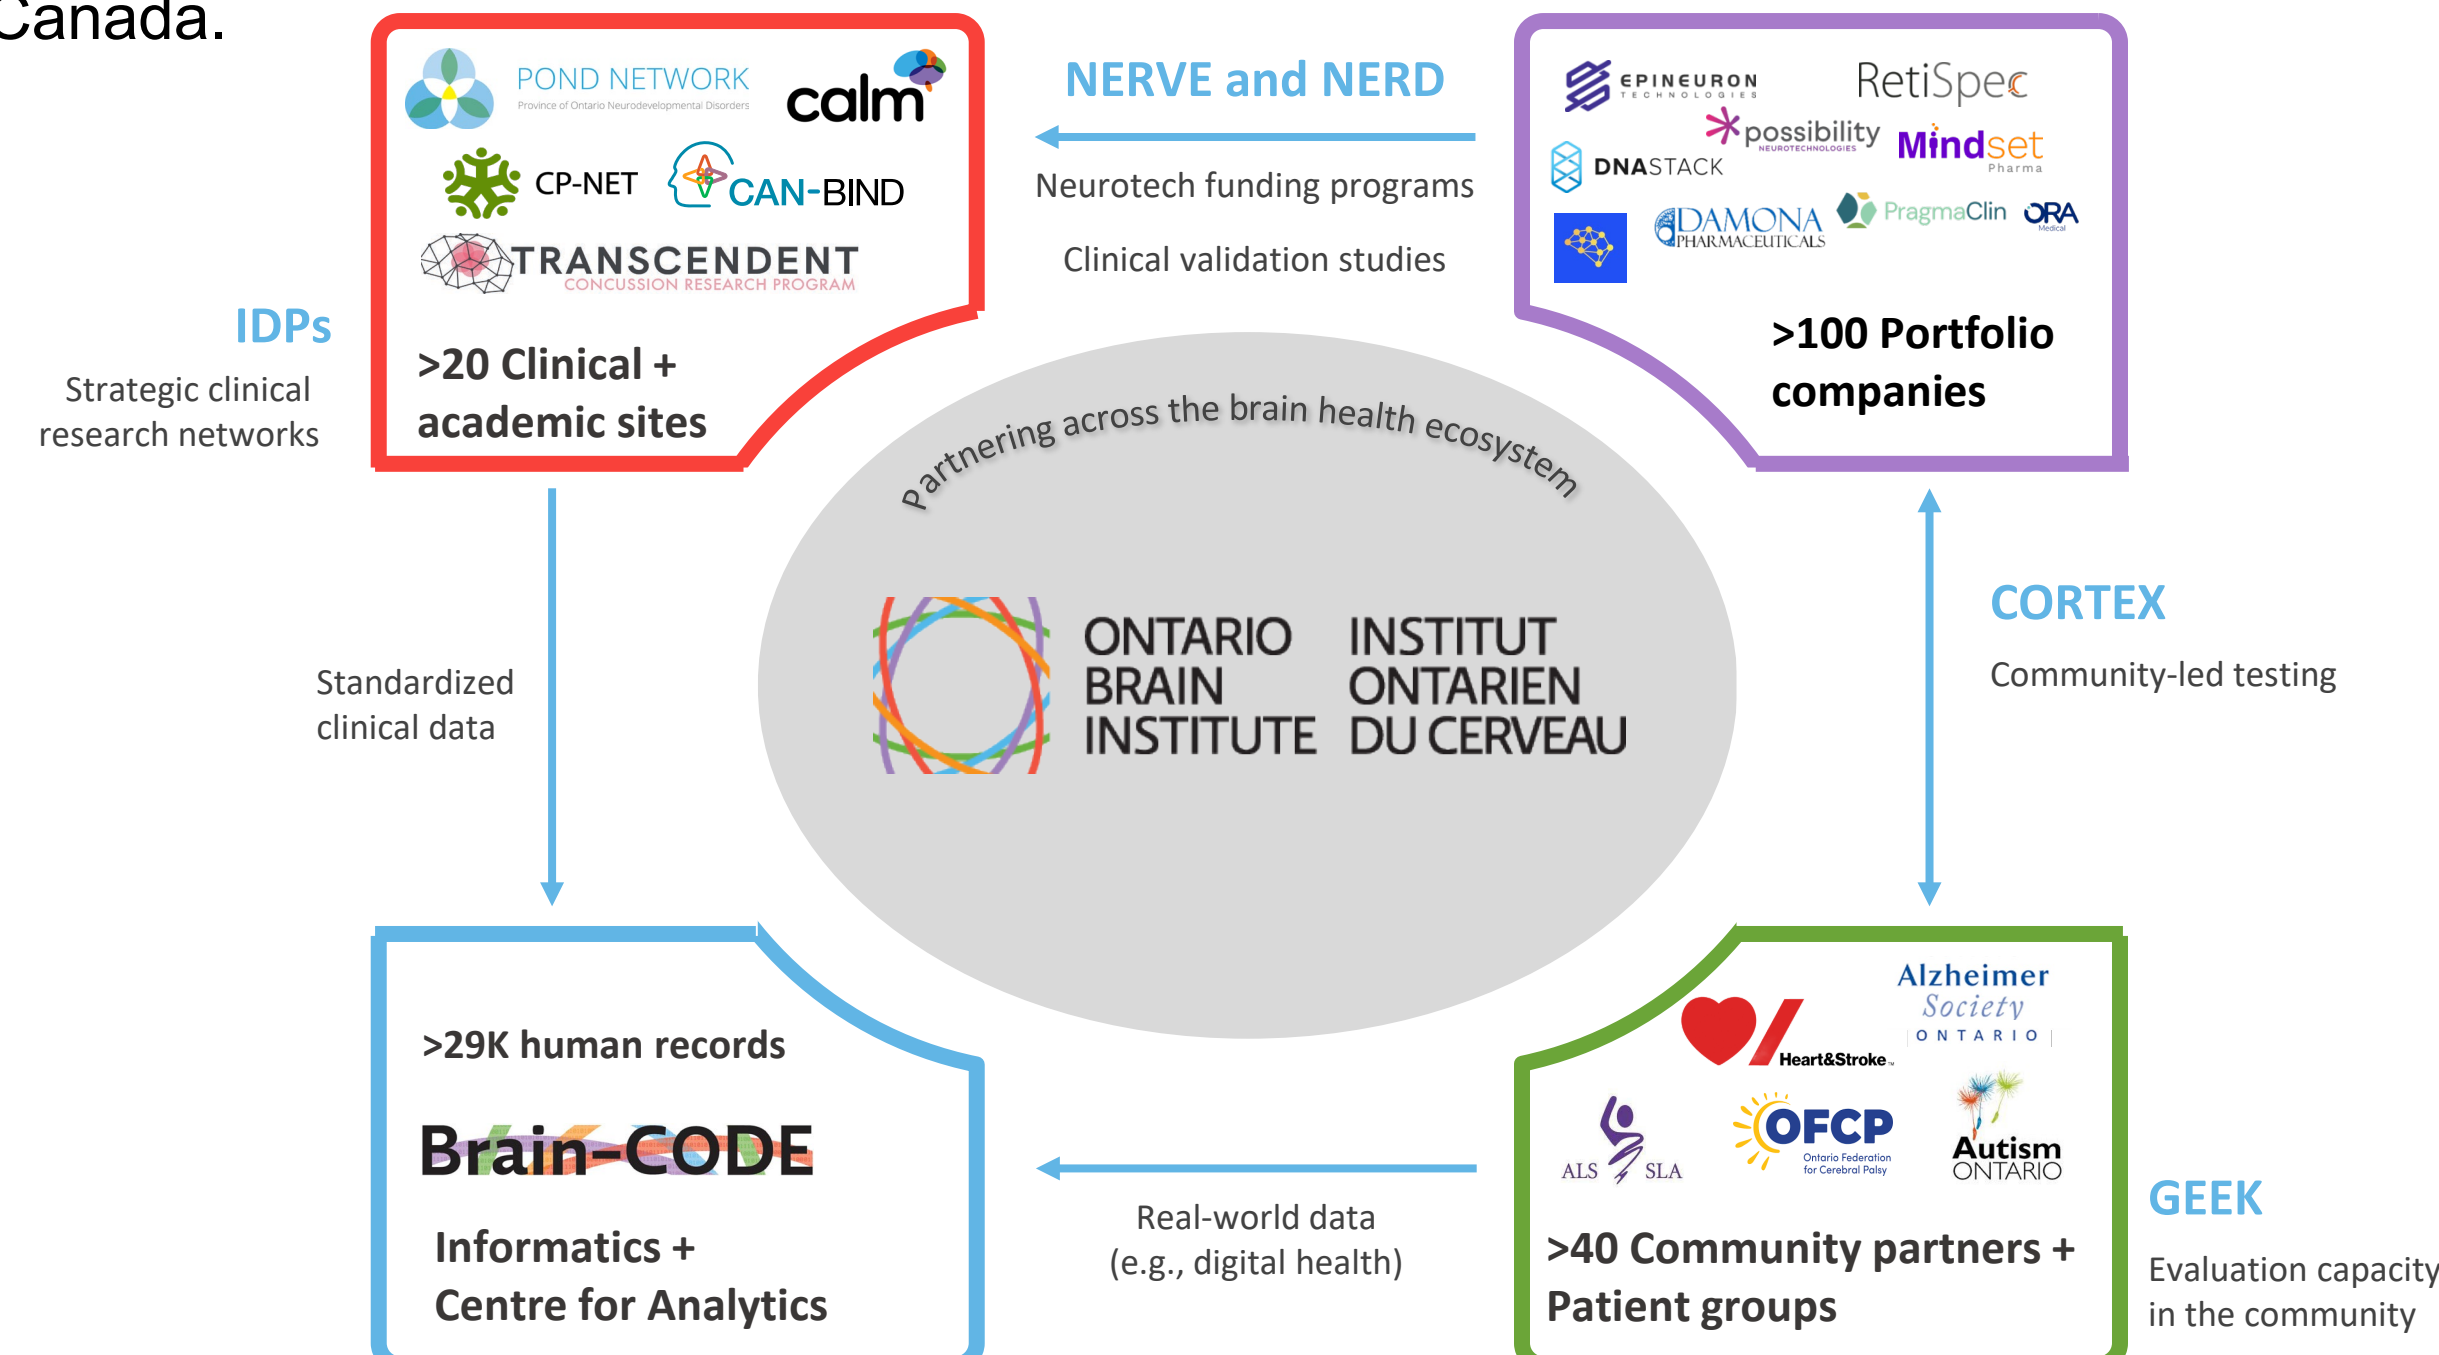 Canada.
POND NETWORK
Province of Ontario Neurodevelopmental Disorders
calm
CP-NET
CAN-BIND
TRANSCENDENT
CONCUSSION RESEARCH PROGRAM
>20 Clinical +
academic sites
IDPs
Strategic clinical
research networks
NERVE and NERD
Neurotech funding programs
Clinical validation studies
EPINEURON
TECHNOLOGIES
RetiSpec
possibility
NEUROTECHNOLOGIES
Mindset
Pharma
DNASTACK
DAMONA
PHARMACEUTICALS
PragmaClin
ORA
Medical
>100 Portfolio
companies
Partnering across the brain health ecosystem
ONTARIO
BRAIN
INSTITUTE
INSTITUT
ONTARIEN
DU CERVEAU
Standardized
clinical data
CORTEX
Community-led testing
>29K human records
Brain-CODE
Informatics +
Centre for Analytics
Real-world data
(e.g., digital health)
Alzheimer
Society
ONTARIO
Heart&Stroke
ALS SLA
OFCP
Ontario Federation
for Cerebral Palsy
Autism
ONTARIO
>40 Community partners +
Patient groups
GEEK
Evaluation capacity
in the community